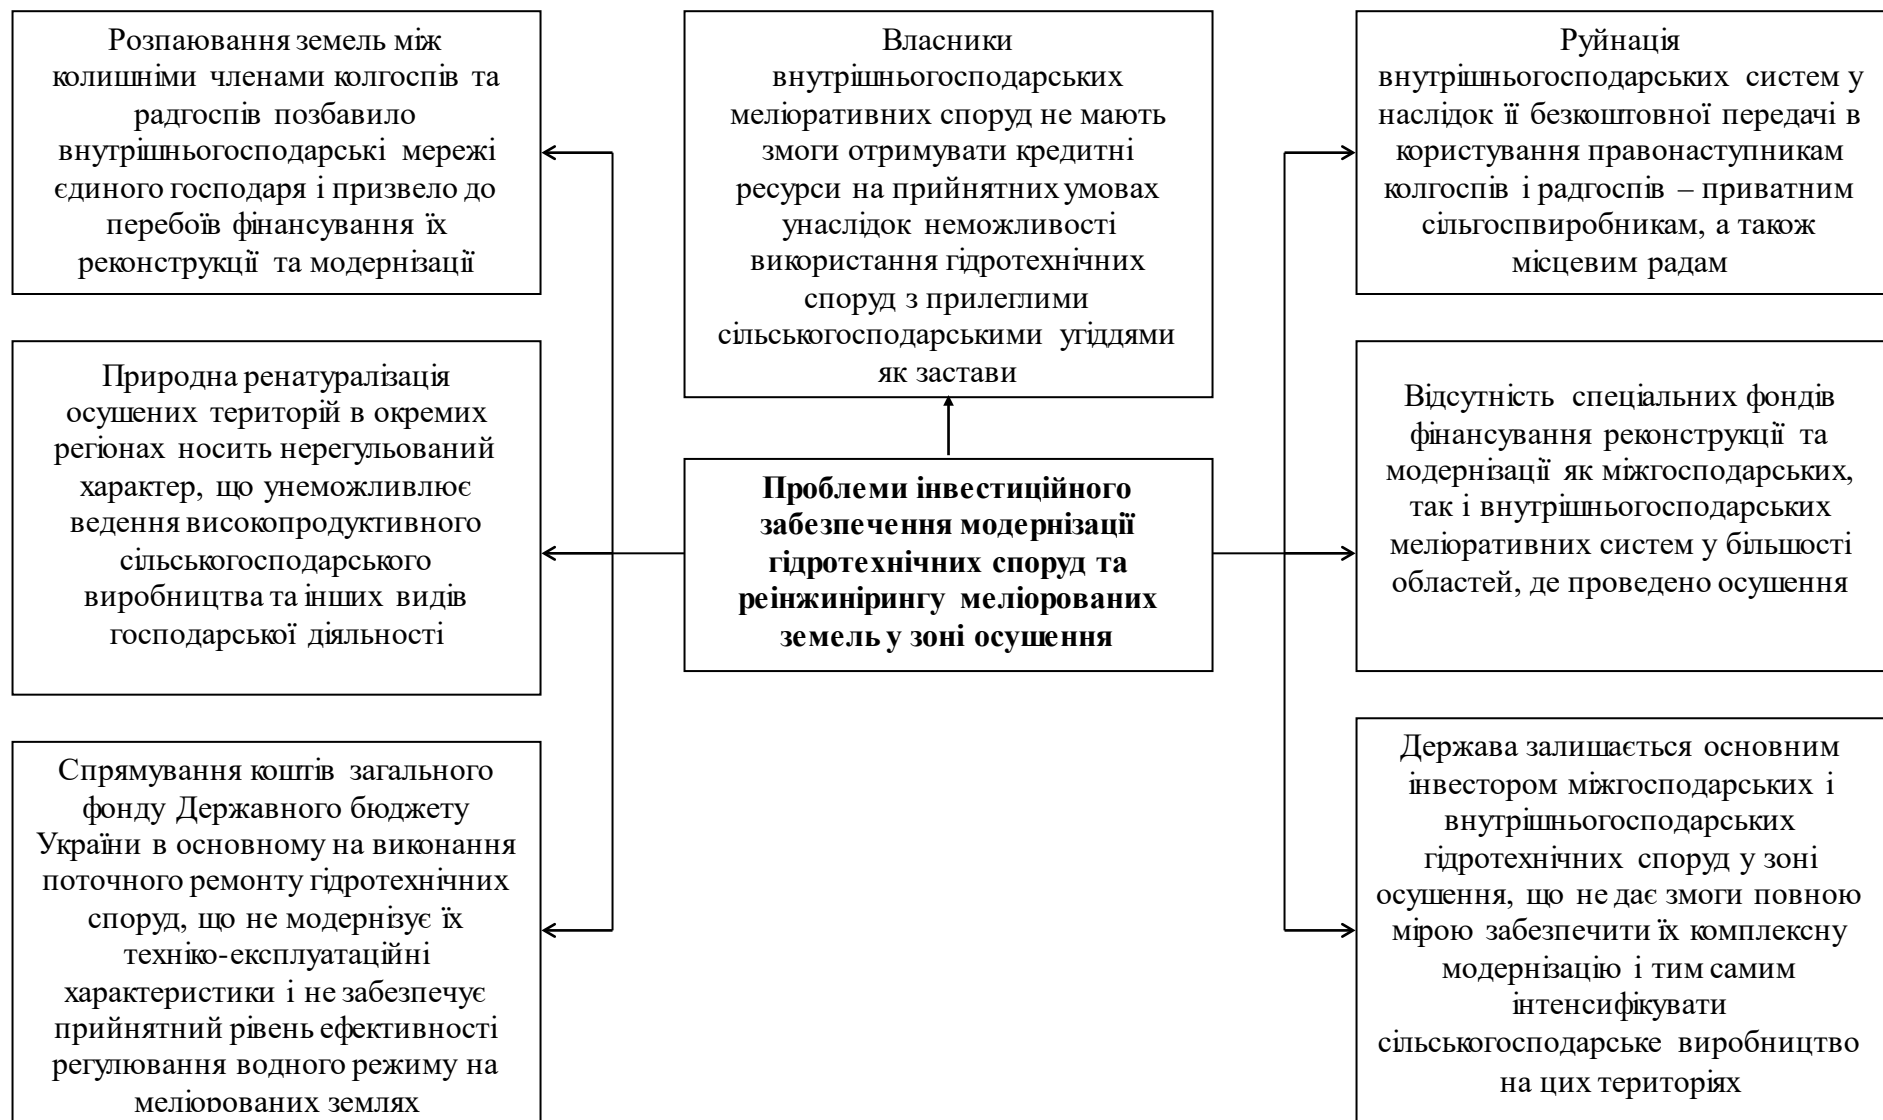 Розпаювання земель між
колишніми членами колгоспів та
радгоспів позбавило
внутрішньогосподарські мережі
єдиного господаря і призвело до
перебоїв фінансування їх
реконструкції та модернізації
Природна ренатуралізація
осушених територій в окремих
регіонах носить нерегульований
характер, що унеможливлює
ведення високопродуктивного
сільськогосподарського
виробництва та інших видів
господарської діяльності
Спрямування коштів загального
фонду Державного бюджету
України в основному на виконання
поточного ремонту гідротехнічних
споруд, що не модернізує їх
техніко-експлуатаційні
характеристики і не забезпечує
прийнятний рівень ефективності
регулювання водного режиму на
меліорованих землях
Власники
внутрішньогосподарських
меліоративних споруд не мають
змоги отримувати кредитні
ресурси на прийнятних умовах
унаслідок неможливості
використання гідротехнічних
споруд з прилеглими
сільськогосподарськими угіддями
як застави
Проблеми інвестиційного
забезпечення модернізації
гідротехнічних споруд та
реінжинірингу меліорованих
земель у зоні осушення
Руйнація
внутрішньогосподарських систем у
наслідок її безкоштовної передачі в
користування правонаступникам
колгоспів і радгоспів – приватним
сільгоспвиробникам, а також
місцевим радам
Відсутність спеціальних фондів
фінансування реконструкції та
модернізації як міжгосподарських,
так і внутрішньогосподарських
меліоративних систем у більшості
областей, де проведено осушення
Держава залишається основним
інвестором міжгосподарських і
внутрішньогосподарських
гідротехнічних споруд у зоні
осушення, що не дає змоги повною
мірою забезпечити їх комплексну
модернізацію і тим самим
інтенсифікувати
сільськогосподарське виробництво
на цих територіях